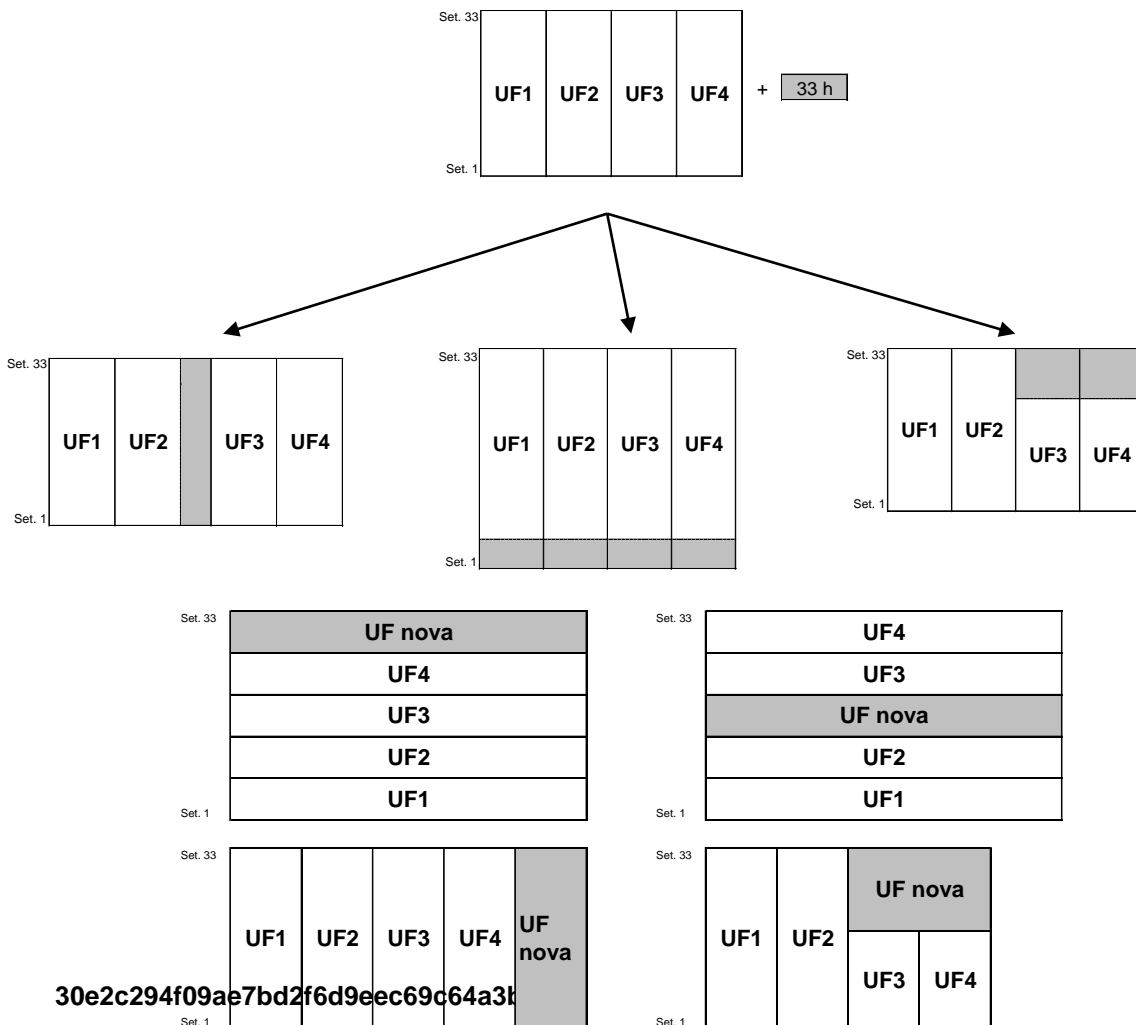 Set. 33
UF1 UF2 UF3 UF4 + 33 h
Set. 1
Set. 33
UF1 UF2 UF3 UF4
Set. 1
Set. 33
UF1 UF2 UF3 UF4
Set. 1
Set. 33
UF1 UF2 UF3 UF4
Set. 1
Set. 33
UF nova
UF4
UF3
UF2
UF1
Set. 1
Set. 33
UF4
UF3
UF nova
UF2
UF1
Set. 1
Set. 33
UF1 UF2 UF3 UF4 UF
nova
Set. 1
Set. 33
UF nova
UF1 UF2
UF3 UF4
Set. 1
30e2c294f09ae7bd2f6d9eec69c64a3b